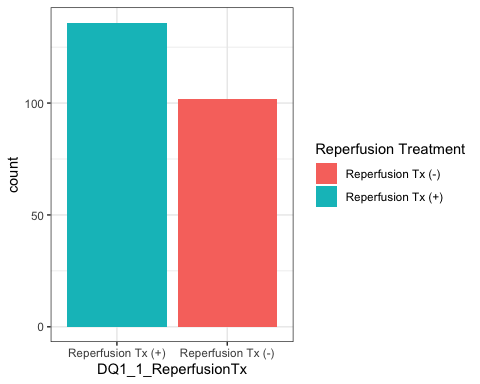 100
50
0
count
Reperfusion Tx (+) Reperfusion Tx (-)
DQ1_1_ReperfusionTx
Reperfusion Treatment
Reperfusion Tx (-)
Reperfusion Tx (+)